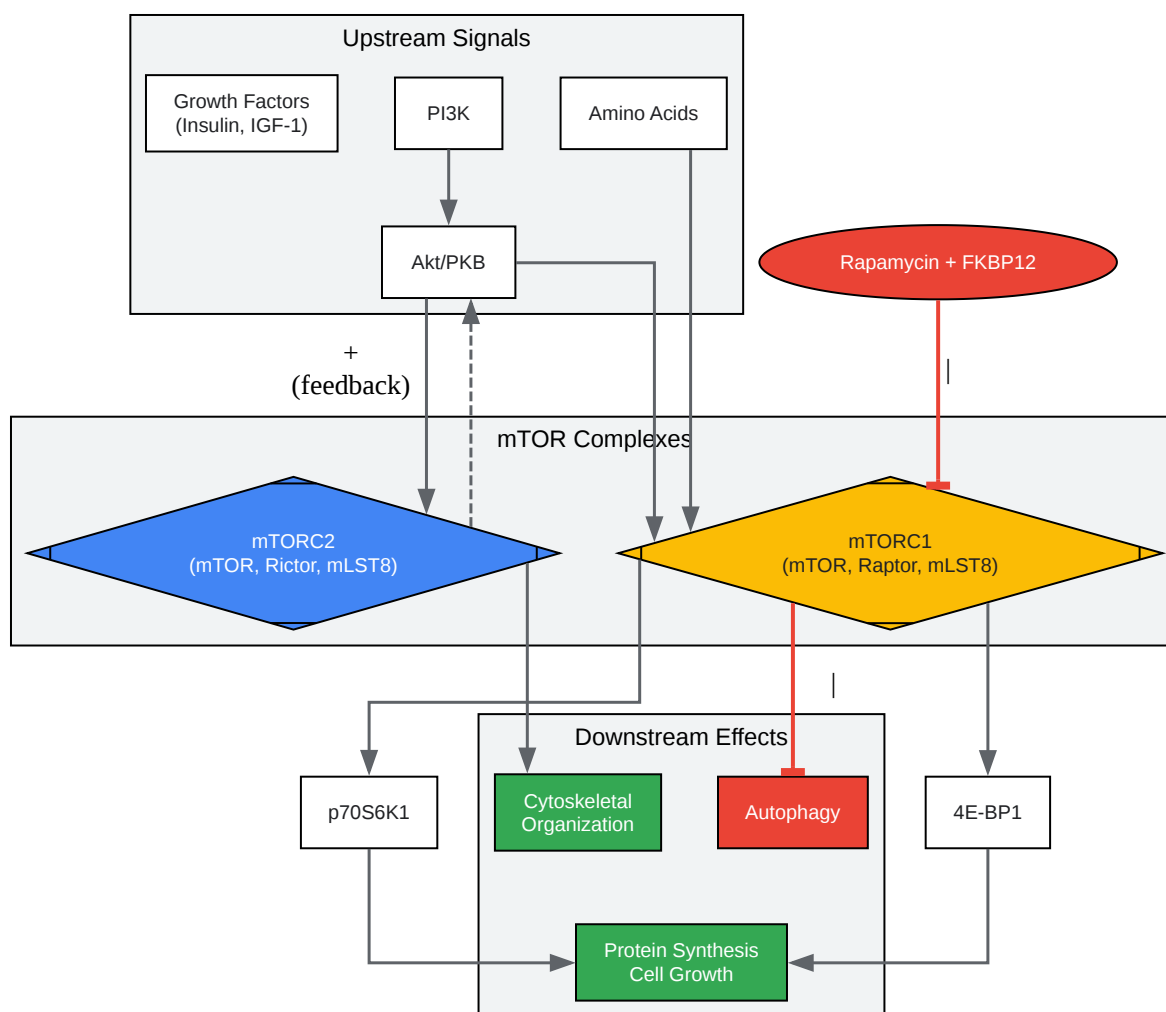 Upstream Signals
Growth Factors
(Insulin, IGF-1)
PI3K
Amino Acids
Akt/PKB
Rapamycin + FKBP12
+
(feedback)
|
mTOR Complexes
mTORC2
(mTOR, Rictor, mLST8)
mTORC1
(mTOR, Raptor, mLST8)
|
Downstream Effects
p70S6K1
Cytoskeletal
Organization
Autophagy
4E-BP1
Protein Synthesis
Cell Growth